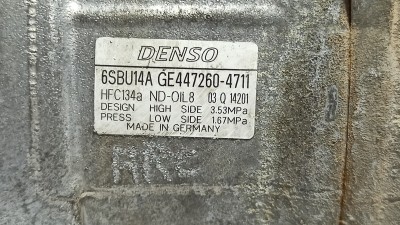 DENSO
6SBU14A GE447260-4711
HFC134a ND-OIL8 03 Q 14201
DESIGN HIGH SIDE 3.53MPa
PRESS LOW SIDE 1.67MPa
MADE IN GERMANY